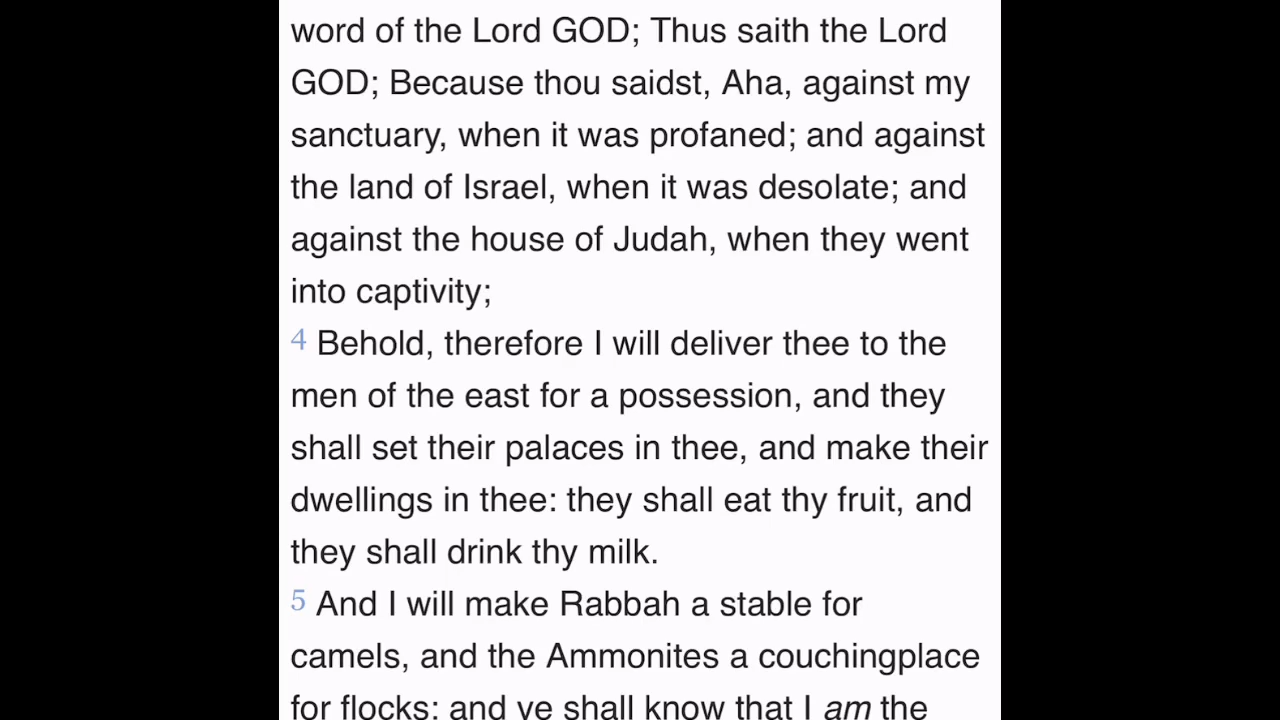 word of the Lord GOD; Thus saith the Lord
GOD; Because thou saidst, Aha, against my
sanctuary, when it was profaned; and against
the land of Israel, when it was desolate; and
against the house of Judah, when they went
into captivity;
4 Behold, therefore I will deliver thee to the
men of the east for a possession, and they
shall set their palaces in thee, and make their
dwellings in thee: they shall eat thy fruit, and
they shall drink thy milk.
5 And I will make Rabbah a stable for
camels, and the Ammonites a couchingplace
for flocks: and ye shall know that I am the